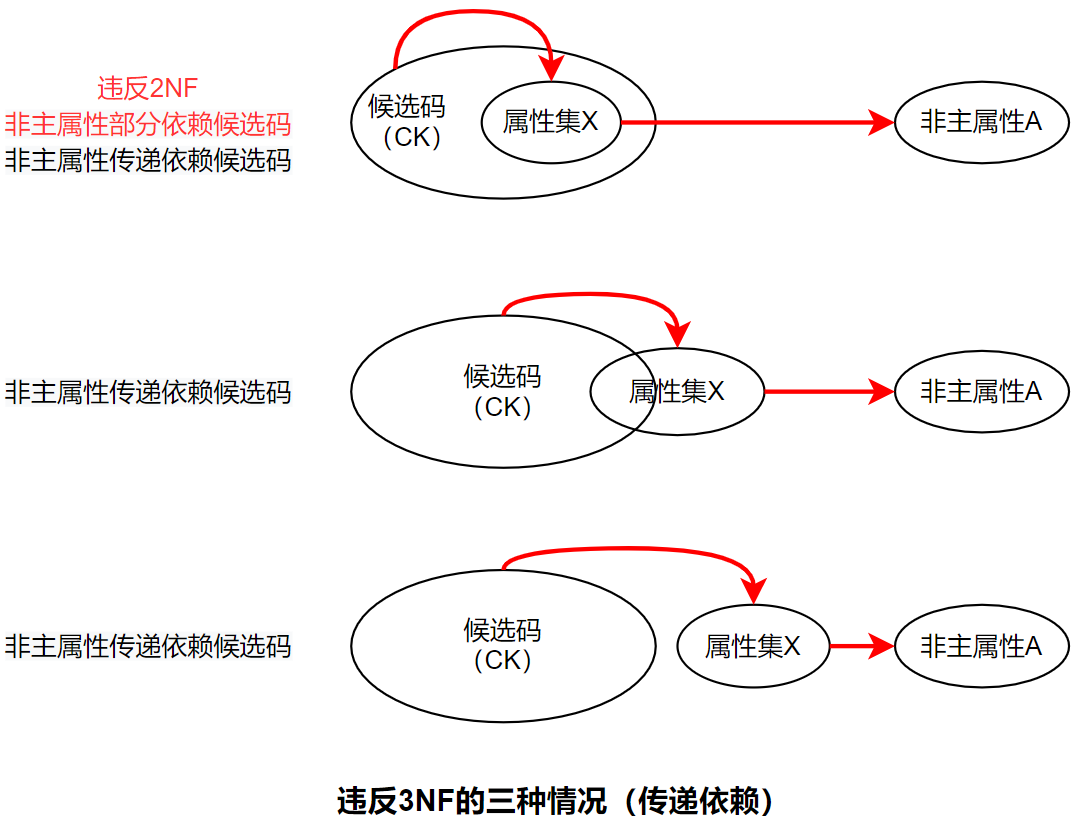 违反2NF
非主属性部分依赖候选码
非主属性传递依赖候选码
候选码
（CK）
属性集X
非主属性A
非主属性传递依赖候选码
候选码
（CK）
属性集X
非主属性A
非主属性传递依赖候选码
候选码
（CK）
属性集X
非主属性A
违反3NF的三种情况（传递依赖）